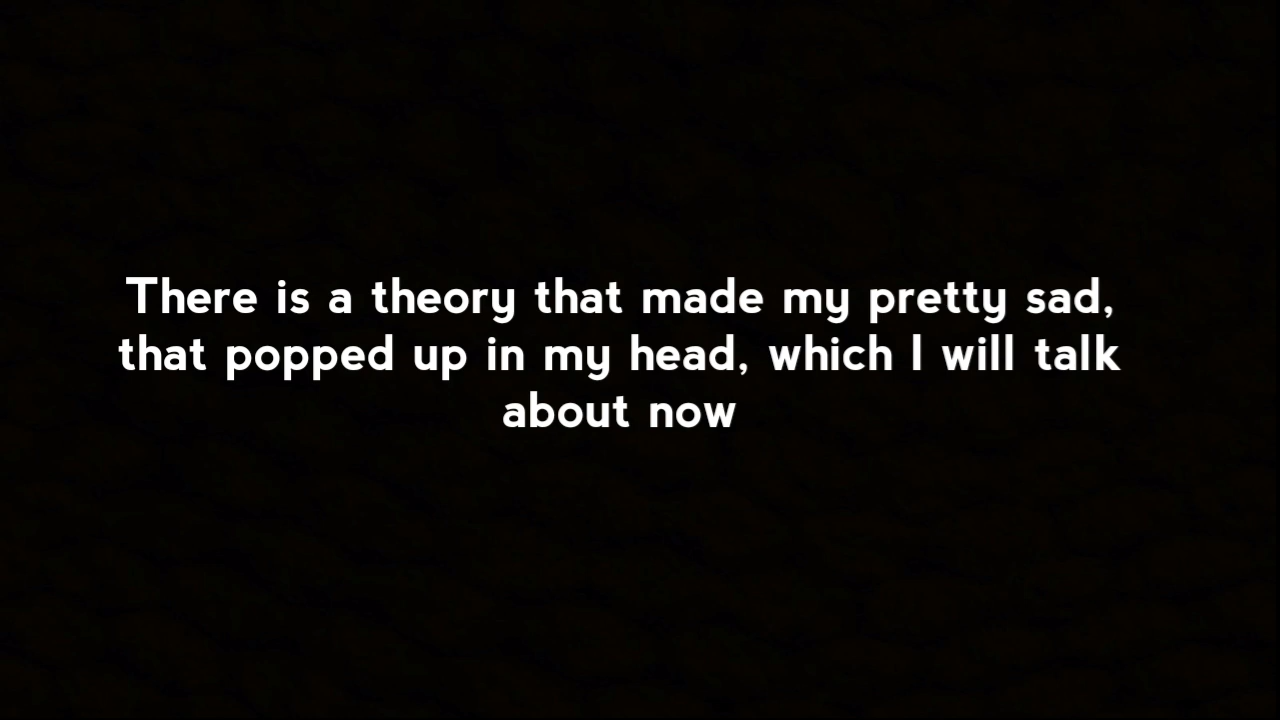 There is a theory that made my pretty sad,
that popped up in my head, which I will talk
about now